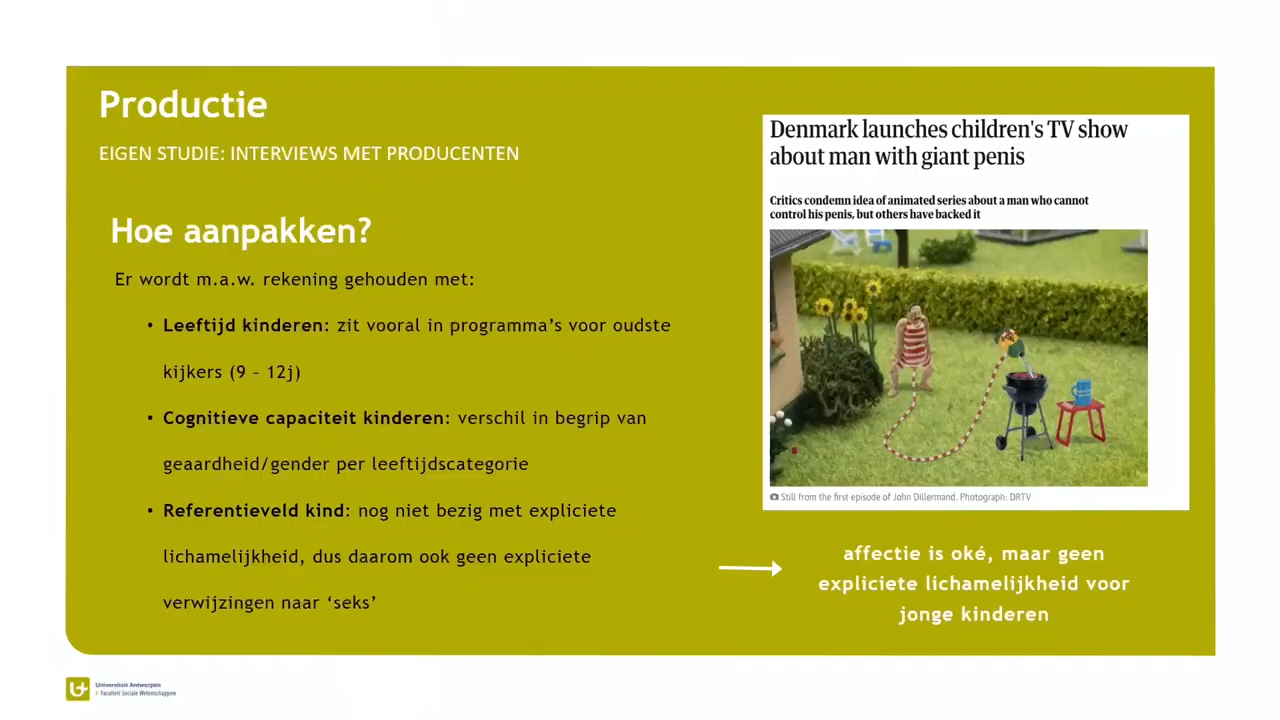 Productie
EIGEN STUDIE: INTERVIEWS MET PRODUCENTEN
Hoe aanpakken?
Er wordt m.a.w. rekening gehouden met:
• Leeftijd kinderen: zit vooral in programma's voor oudste
kijkers (9 – 12j)
• Cognitieve capaciteit kinderen: verschil in begrip van
geaardheid/gender per leeftijdscategorie
• Referentieveld kind: nog niet bezig met expliciete
lichamelijkheid, dus daarom ook geen expliciete
verwijzingen naar ‘seks’
Denmark launches children's TV show
about man with giant penis
Critics condemn idea of animated series about a man who cannot
control his penis, but others have backed it
Still from the first episode of John Dillermand. Photograph: DRTV
affectie is oké, maar geen
expliciete lichamelijkheid voor
jonge kinderen
Universiteit Antwerpen
| Faculteit Sociale Wetenschappen